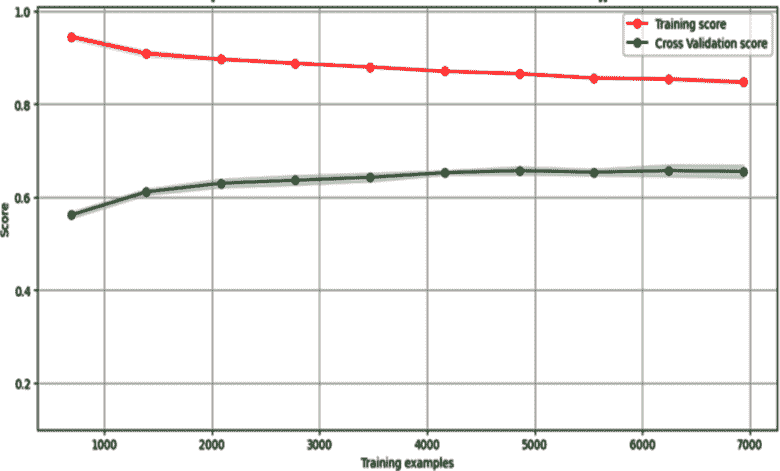 1.0
Training score
Cross Validation score
0.8
0.6
Score
0.4
0.2
1000 2000 3000 4000 5000 6000 7000
Training examples